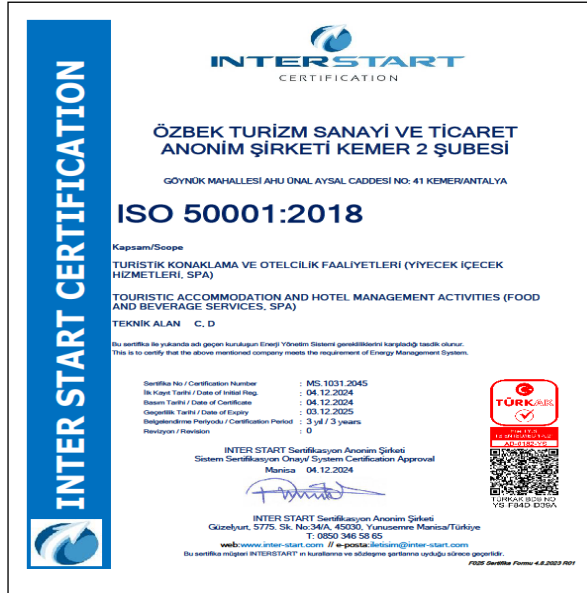 INTER START CERTIFICATION
INTERSTART
CERTIFICATION
ÖZBEK TURİZM SANAYİ VE TİCARET
ANONİM ŞİRKETİ KEMER 2 ŞUBESİ
GÖYNÜK MAHALLESİ AHU ÜNAL AYSAL CADDESİ NO: 41 KEMER/ANTALYA
ISO 50001:2018
Kapsam/Scope
TURİSTİK KONAKLAMA VE OTELCİLİK FAALİYETLERİ (YİYECEK İÇECEK
HİZMETLERİ, SPA)
TOURISTIC ACCOMMODATION AND HOTEL MANAGEMENT ACTIVITIES (FOOD
AND BEVERAGE SERVICES, SPA)
TEKNİK ALAN C, D
Bu sertifika ile yukarıda adı geçen kuruluşun Enerji Yönetim Sistemi gerekliliklerini karşıladığı tasdik olunur.
This is to certify that the above mentioned company meets the requirement of Energy Management System.
Sertifika No / Certification Number : MS.1031.2045
İlk Kayıt Tarihi / Date of Initial Reg. : 04.12.2024
Basım Tarihi / Date of Certificate : 04.12.2024
Geçerlilik Tarihi / Date of Expiry : 03.12.2025
Belgelendirme Periyodu / Certification Period : 3 yıl / 3 years
Revizyon / Revision : 0
TÜRKAK
AD-0182-YS
TÜRKAK BDS NO
YS-F84D-D39A
INTER START Sertifikasyon Anonim Şirketi
Sistem Sertifikasyon Onayı/ System Certification Approval
Manisa 04.12.2024
INTER START Sertifikasyon Anonim Şirketi
Güzelyurt, 5775. Sk. No:34/A, 45030, Yunusemre Manisa/Türkiye
T: 0850 346 58 65
web:www.inter-start.com // e-posta:iletisim@inter-start.com
Bu sertifika müşteri INTERSTART' ın kurallarına ve sözleşme şartlarına uyduğu sürece geçerlidir.
F025 Sertifika Formu 4.8.2023 R01